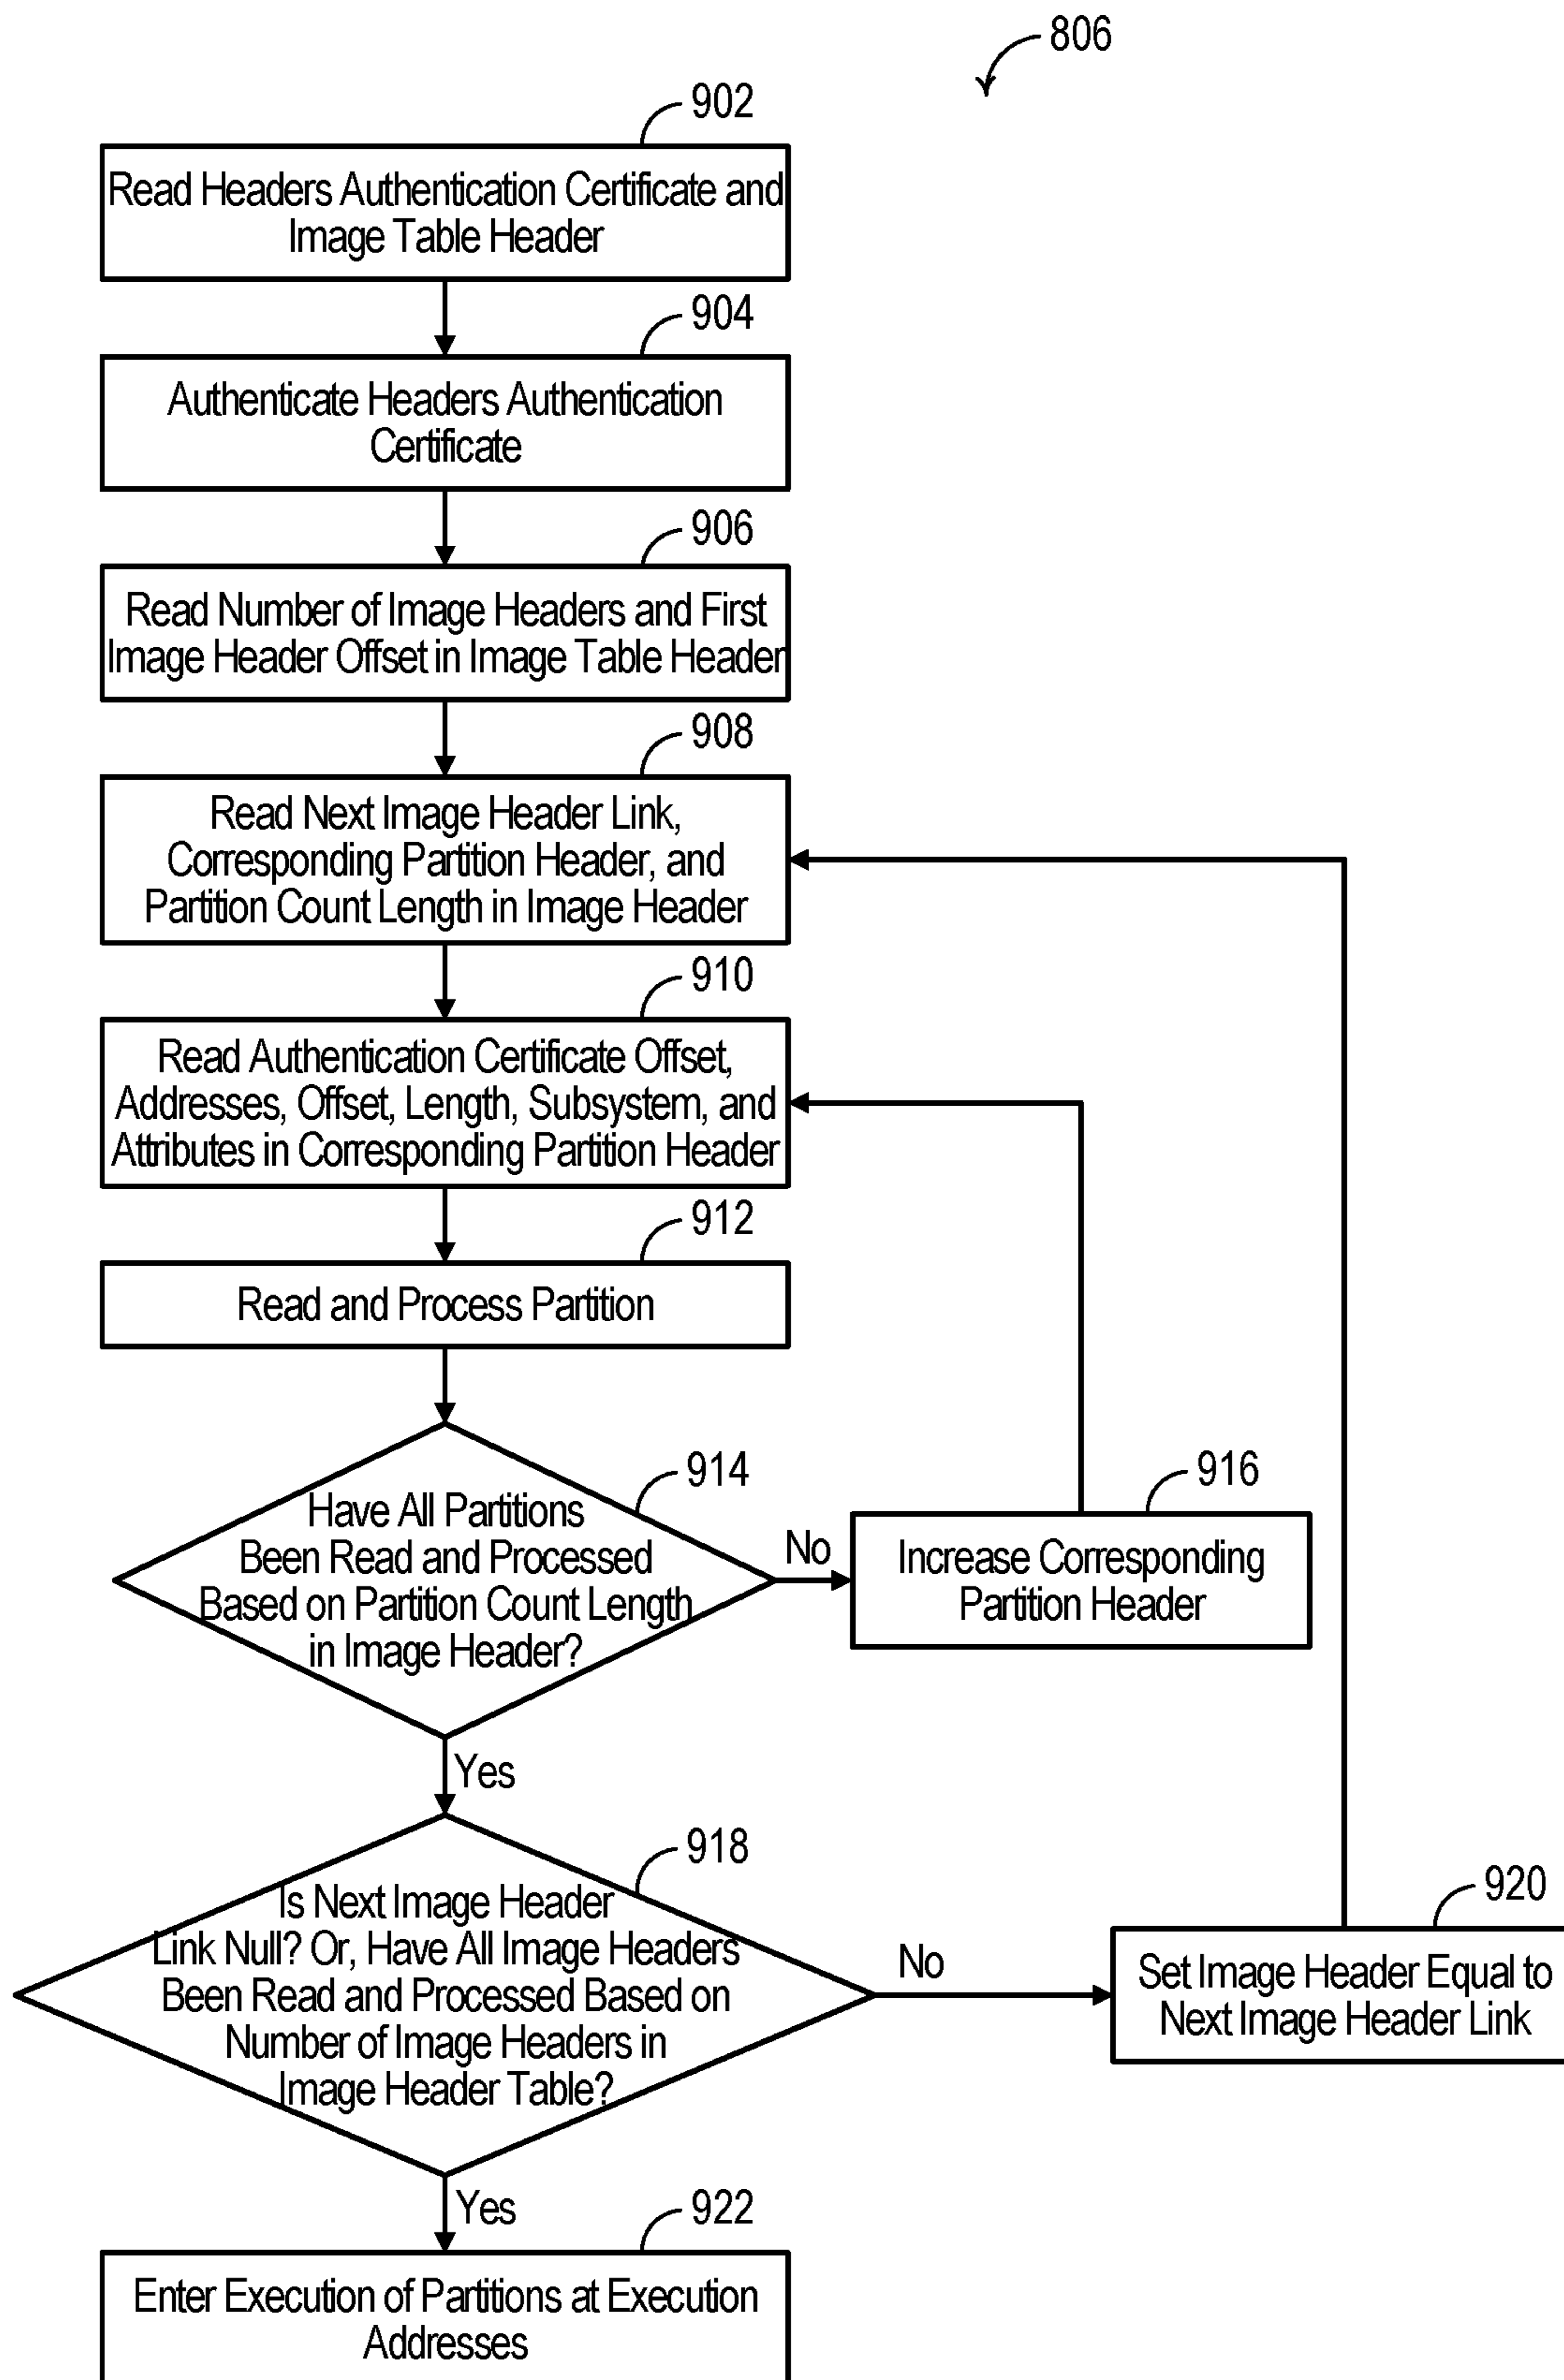 806
902
Read Headers Authentication Certificate and
Image Table Header
904
Authenticate Headers Authentication
Certificate
906
Read Number of Image Headers and First
Image Header Offset in Image Table Header
908
Read Next Image Header Link,
Corresponding Partition Header, and
Partition Count Length in Image Header
910
Read Authentication Certificate Offset,
Addresses, Offset, Length, Subsystem, and
Attributes in Corresponding Partition Header
912
Read and Process Partition
914
Have All Partitions
Been Read and Processed
Based on Partition Count Length
in Image Header?
No
916
Increase Corresponding
Partition Header
Yes
918
Is Next Image Header
Link Null? Or, Have All Image Headers
Been Read and Processed Based on
Number of Image Headers in
Image Header Table?
No
920
Set Image Header Equal to
Next Image Header Link
Yes
922
Enter Execution of Partitions at Execution
Addresses